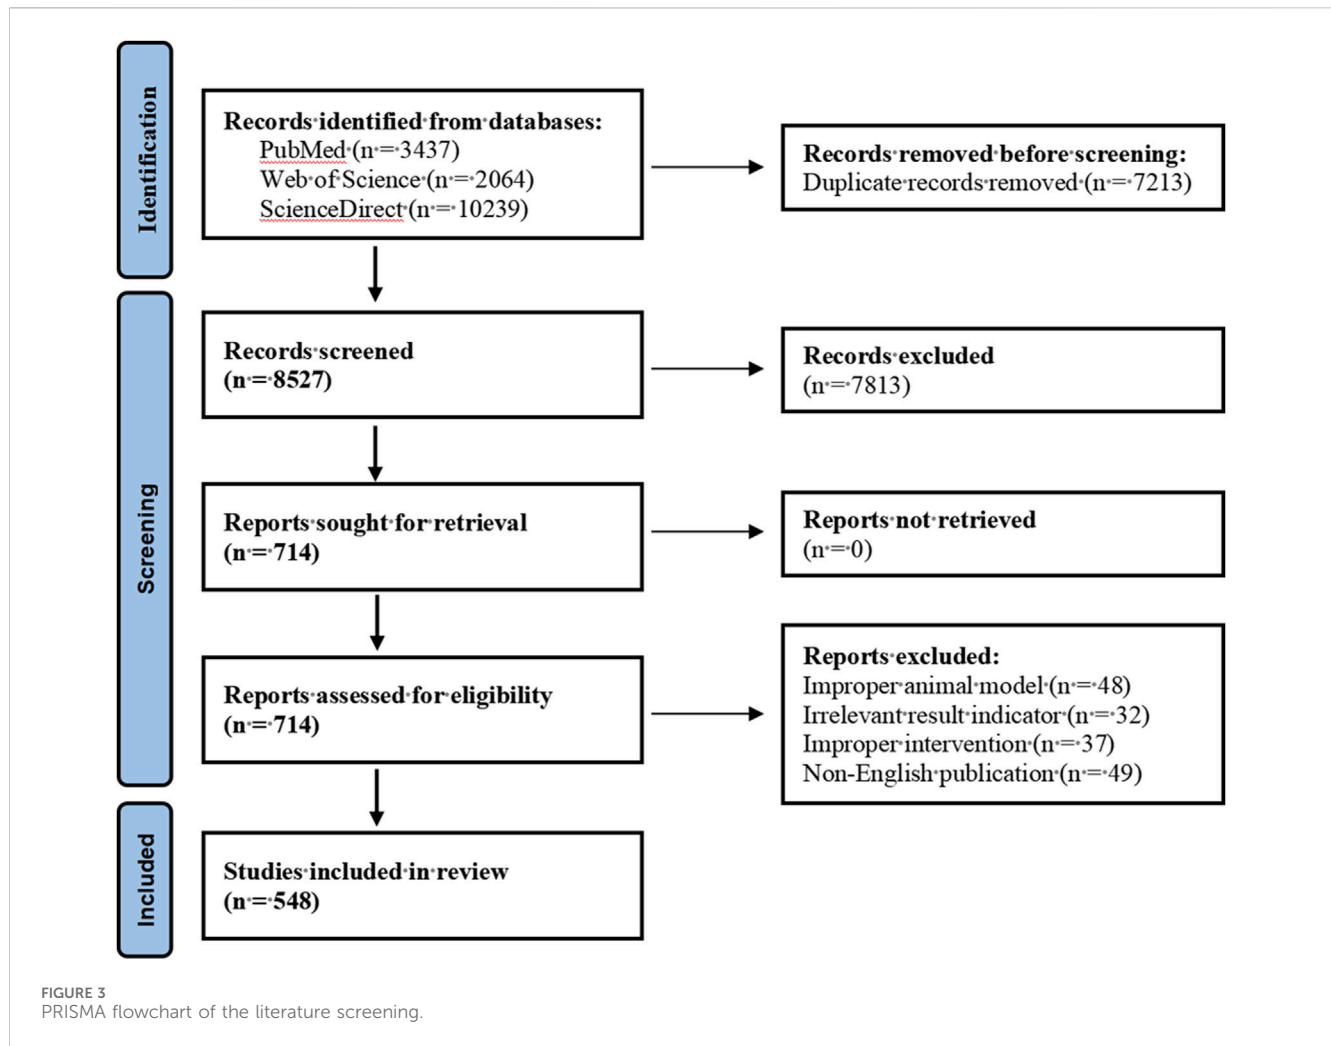 Identification
Records identified from databases:
PubMed (n = 3437)
Web of Science (n = 2064)
ScienceDirect (n = 10239)
Records removed before screening:
Duplicate records removed (n = 7213)
Screening
Records screened
(n = 8527)
Records excluded
(n = 7813)
Reports sought for retrieval
(n = 714)
Reports not retrieved
(n = 0)
Reports assessed for eligibility
(n = 714)
Reports excluded:
Improper animal model (n = 48)
Irrelevant result indicator (n = 32)
Improper intervention (n = 37)
Non-English publication (n = 49)
Included
Studies included in review
(n = 548)
FIGURE 3
PRISMA flowchart of the literature screening.